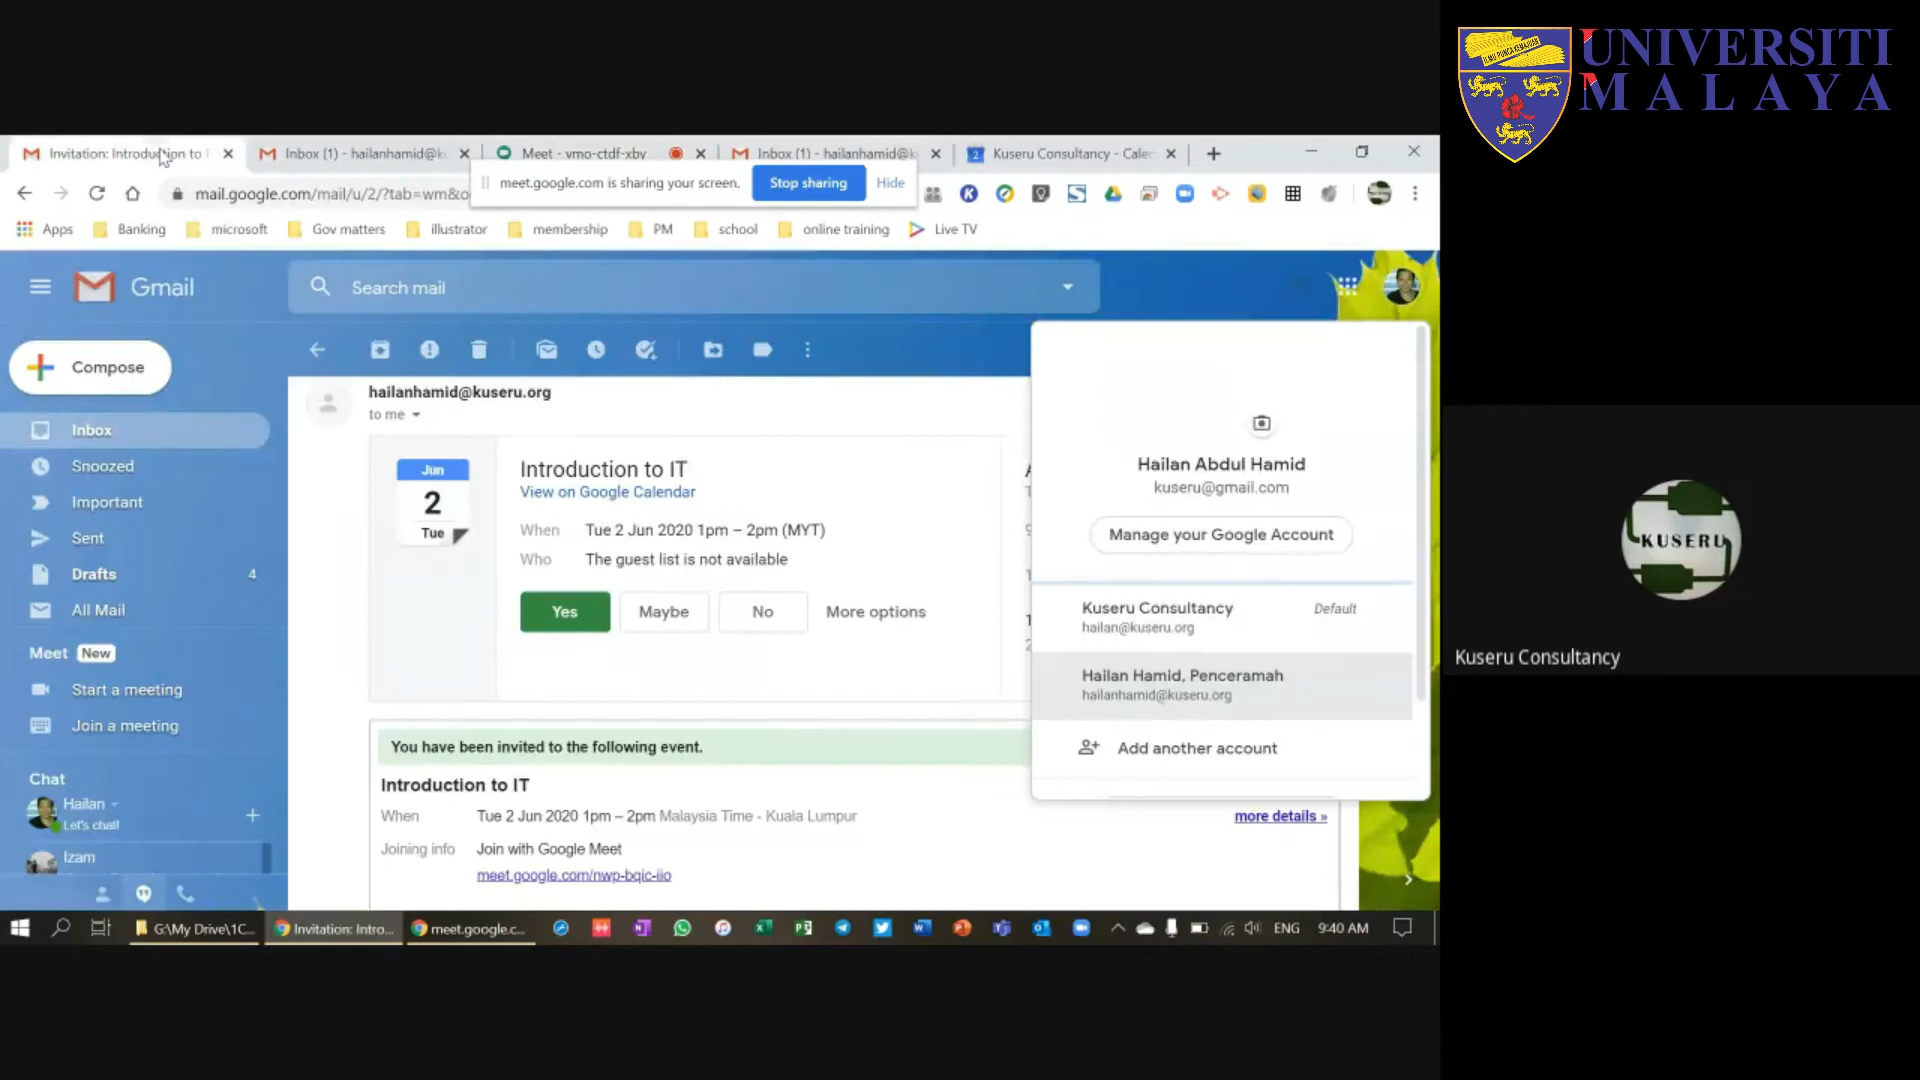 UNIVERSITI
MALAYA
ILMU PUNCA KEMAJUAN
Invitation: Introduction to
Inbox (1) - hailanhamid@ku
Meet - vmo-ctdf-xby
Inbox (1) - hailanhamid@k
Kuseru Consultancy - Caler
mail.google.com/mail/u/2/?tab=wm&o
meet.google.com is sharing your screen.
Stop sharing
Hide
Apps
Banking
microsoft
Gov matters
illustrator
membership
PM
school
online training
Live TV
Gmail
Search mail
Compose
Inbox
Snoozed
Important
Sent
Drafts 4
All Mail
Meet New
Start a meeting
Join a meeting
Chat
Hailan
Let's chat!
Izam
hailanhamid@kuseru.org
to me
Jun
2
Tue
Introduction to IT
View on Google Calendar
When Tue 2 Jun 2020 1pm – 2pm (MYT)
Who The guest list is not available
Yes
Maybe
No
More options
You have been invited to the following event.
Introduction to IT
When Tue 2 Jun 2020 1pm – 2pm Malaysia Time - Kuala Lumpur
more details »
Joining info Join with Google Meet
meet.google.com/nwp-bqic-iio
Hailan Abdul Hamid
kuseru@gmail.com
Manage your Google Account
Kuseru Consultancy Default
hailan@kuseru.org
Hailan Hamid, Penceramah
hailanhamid@kuseru.org
Add another account
KUSERU
Kuseru Consultancy
G:\My Drive\1C...
Invitation: Intro...
meet.google.c...
ENG
9:40 AM